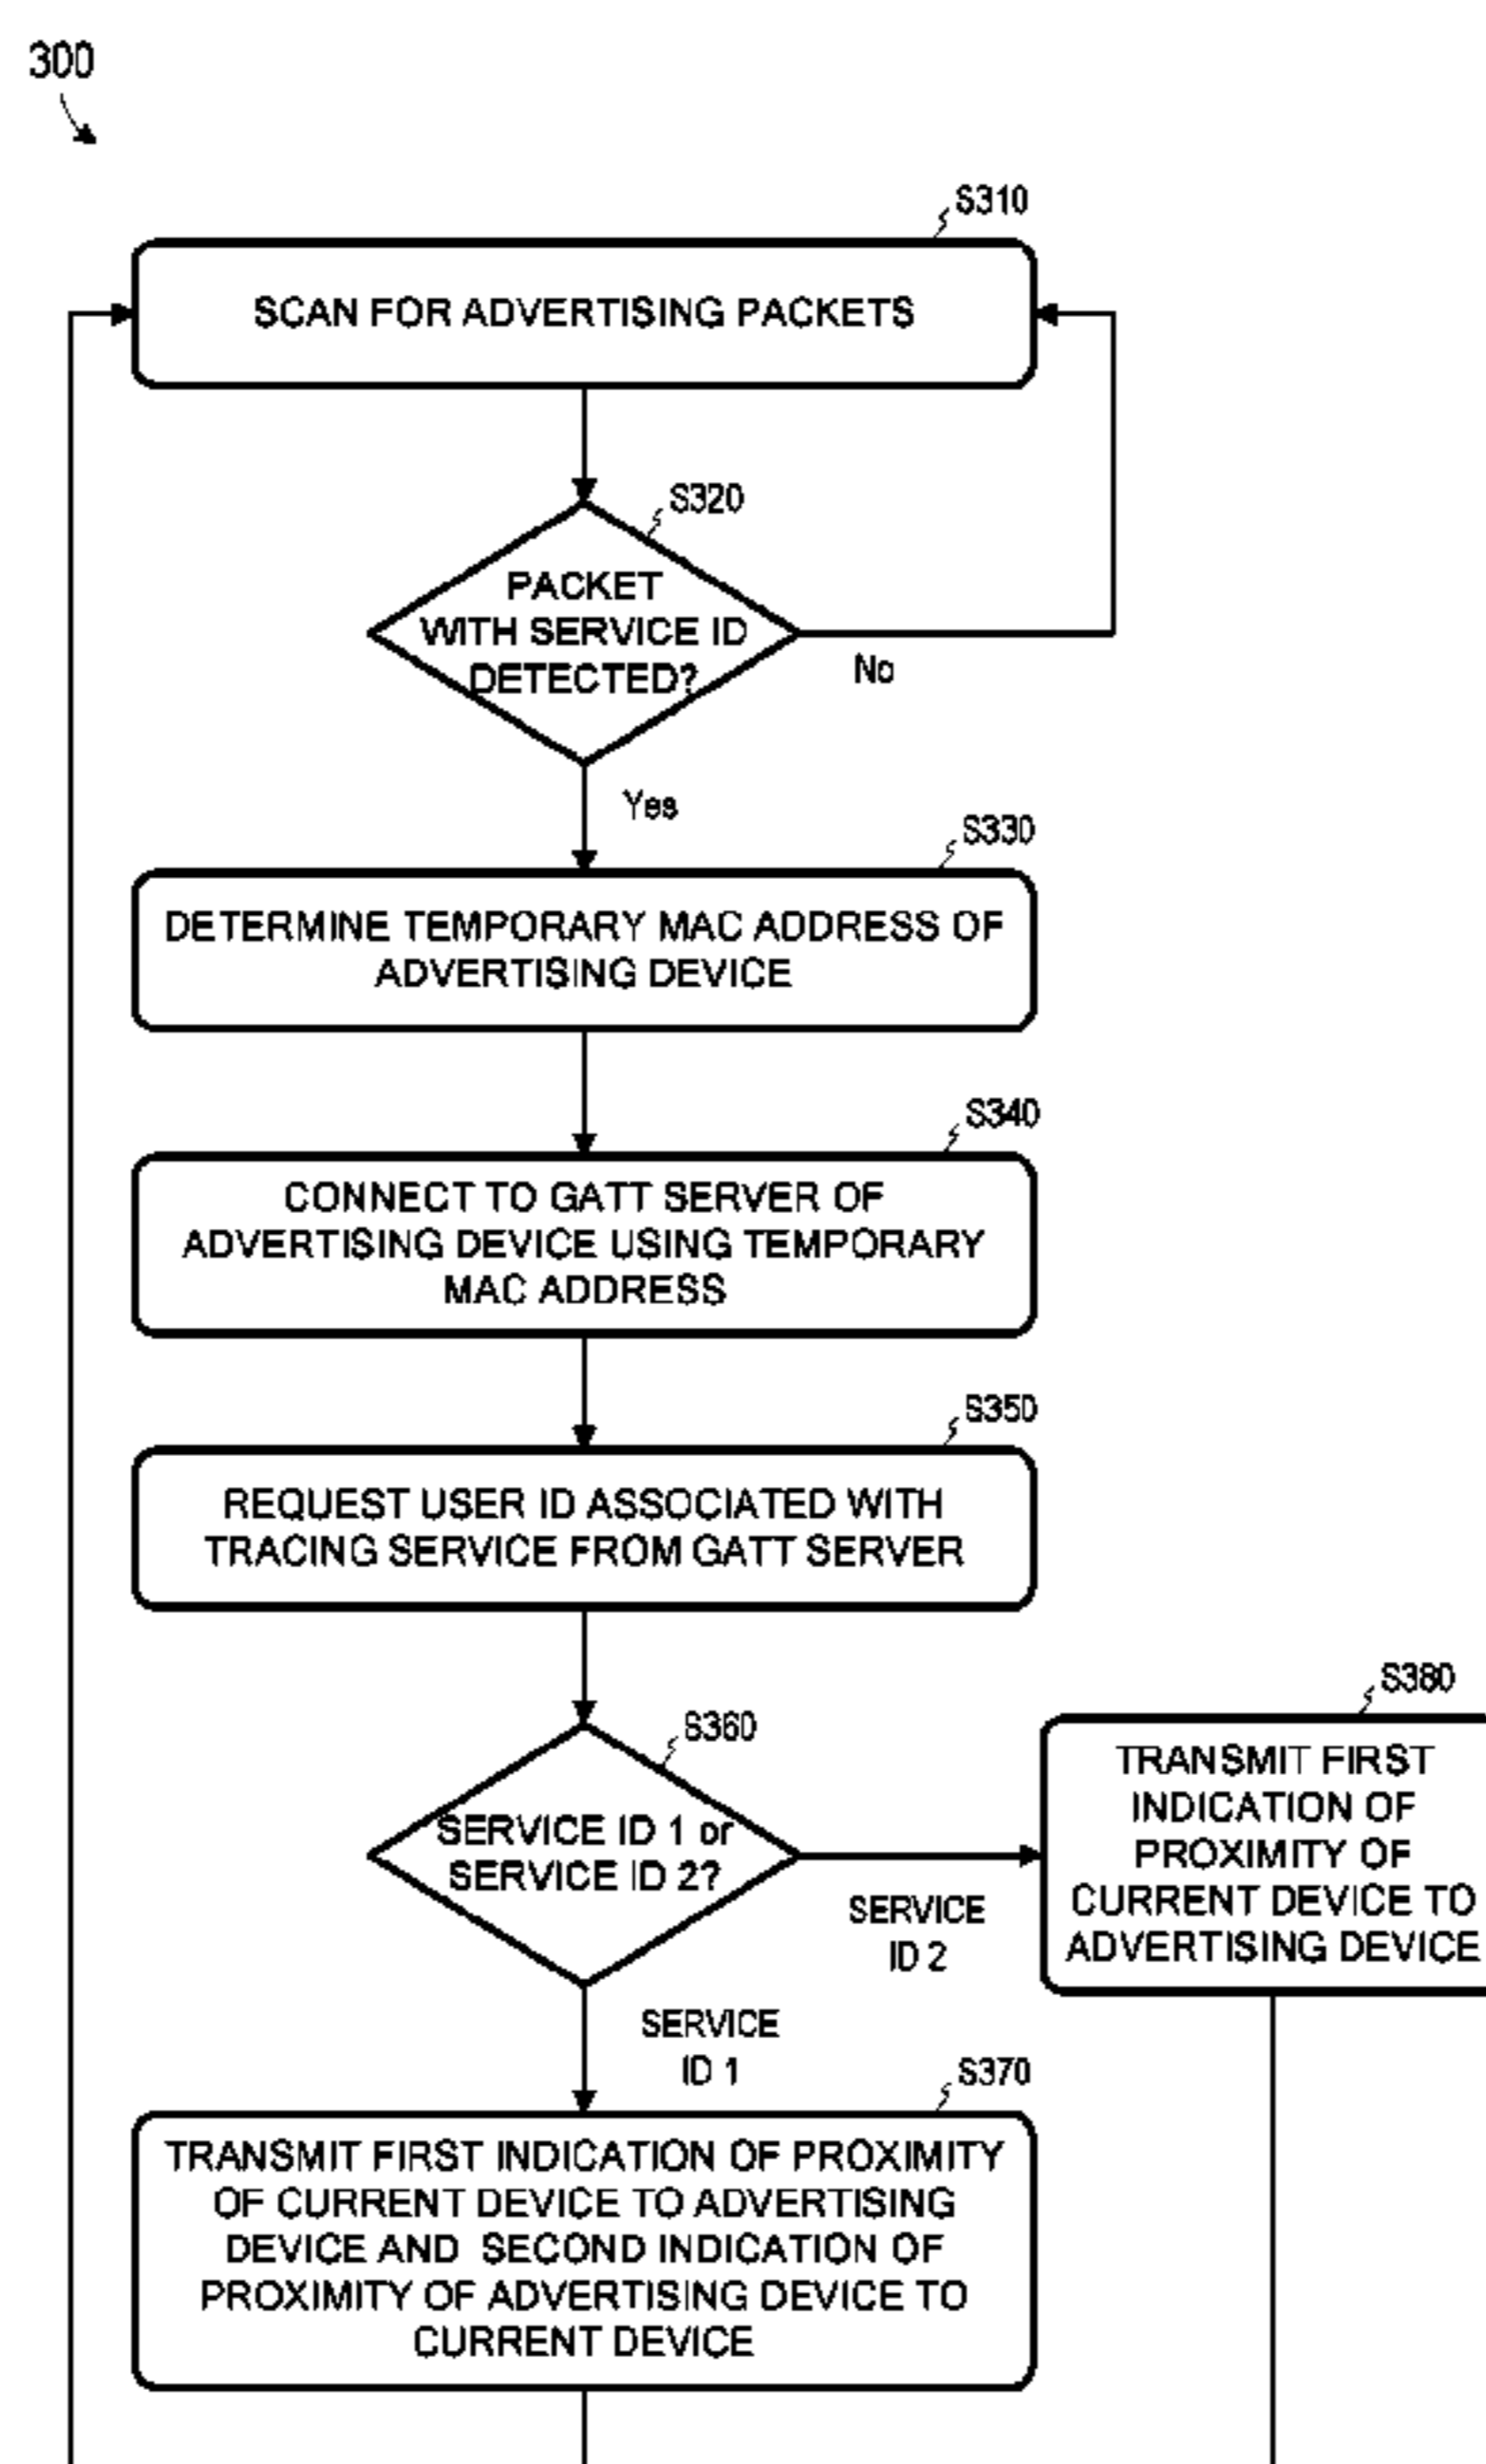 300
S310
SCAN FOR ADVERTISING PACKETS
S320
PACKET
WITH SERVICE ID
DETECTED?
No
Yes
S330
DETERMINE TEMPORARY MAC ADDRESS OF
ADVERTISING DEVICE
S340
CONNECT TO GATT SERVER OF
ADVERTISING DEVICE USING TEMPORARY
MAC ADDRESS
S350
REQUEST USER ID ASSOCIATED WITH
TRACING SERVICE FROM GATT SERVER
S360
SERVICE ID 1 or
SERVICE ID 2?
SERVICE
ID 2
S380
TRANSMIT FIRST
INDICATION OF
PROXIMITY OF
CURRENT DEVICE TO
ADVERTISING DEVICE
SERVICE
ID 1
S370
TRANSMIT FIRST INDICATION OF PROXIMITY
OF CURRENT DEVICE TO ADVERTISING
DEVICE AND SECOND INDICATION OF
PROXIMITY OF ADVERTISING DEVICE TO
CURRENT DEVICE